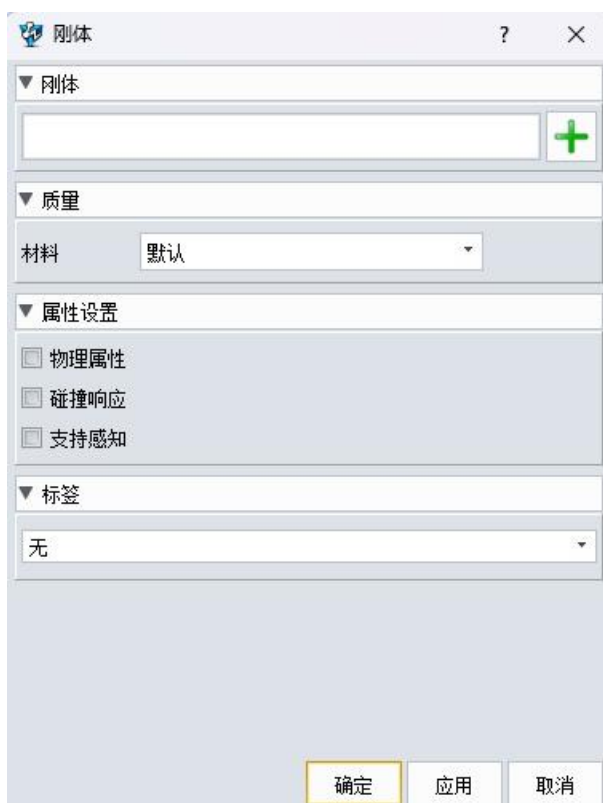 刚体
刚体
质量
材料 默认
属性设置
物理属性
碰撞响应
支持感知
标签
无
确定 应用 取消